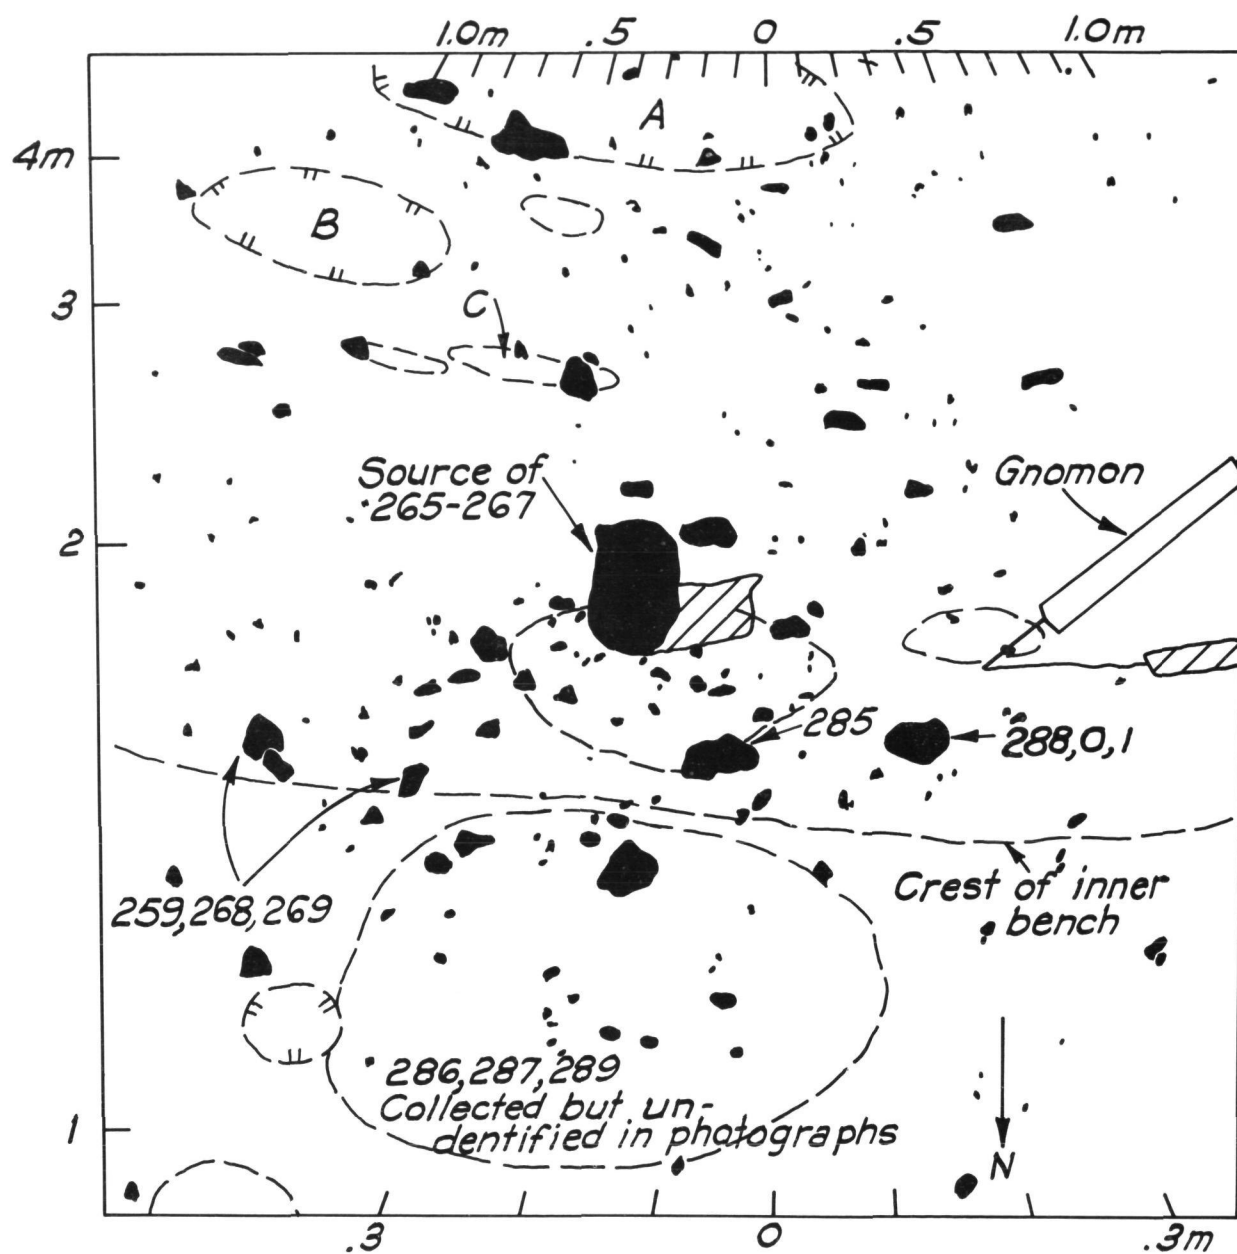 1.0m .5 0 .5 1.0m
A
4m
B
3
C
Source of
265-267
Gnomon
2
285
288,0,1
259,268,269
Crest of inner
bench
286,287,289
Collected but un-
dentified in photographs
1
N
.3 0 .3m